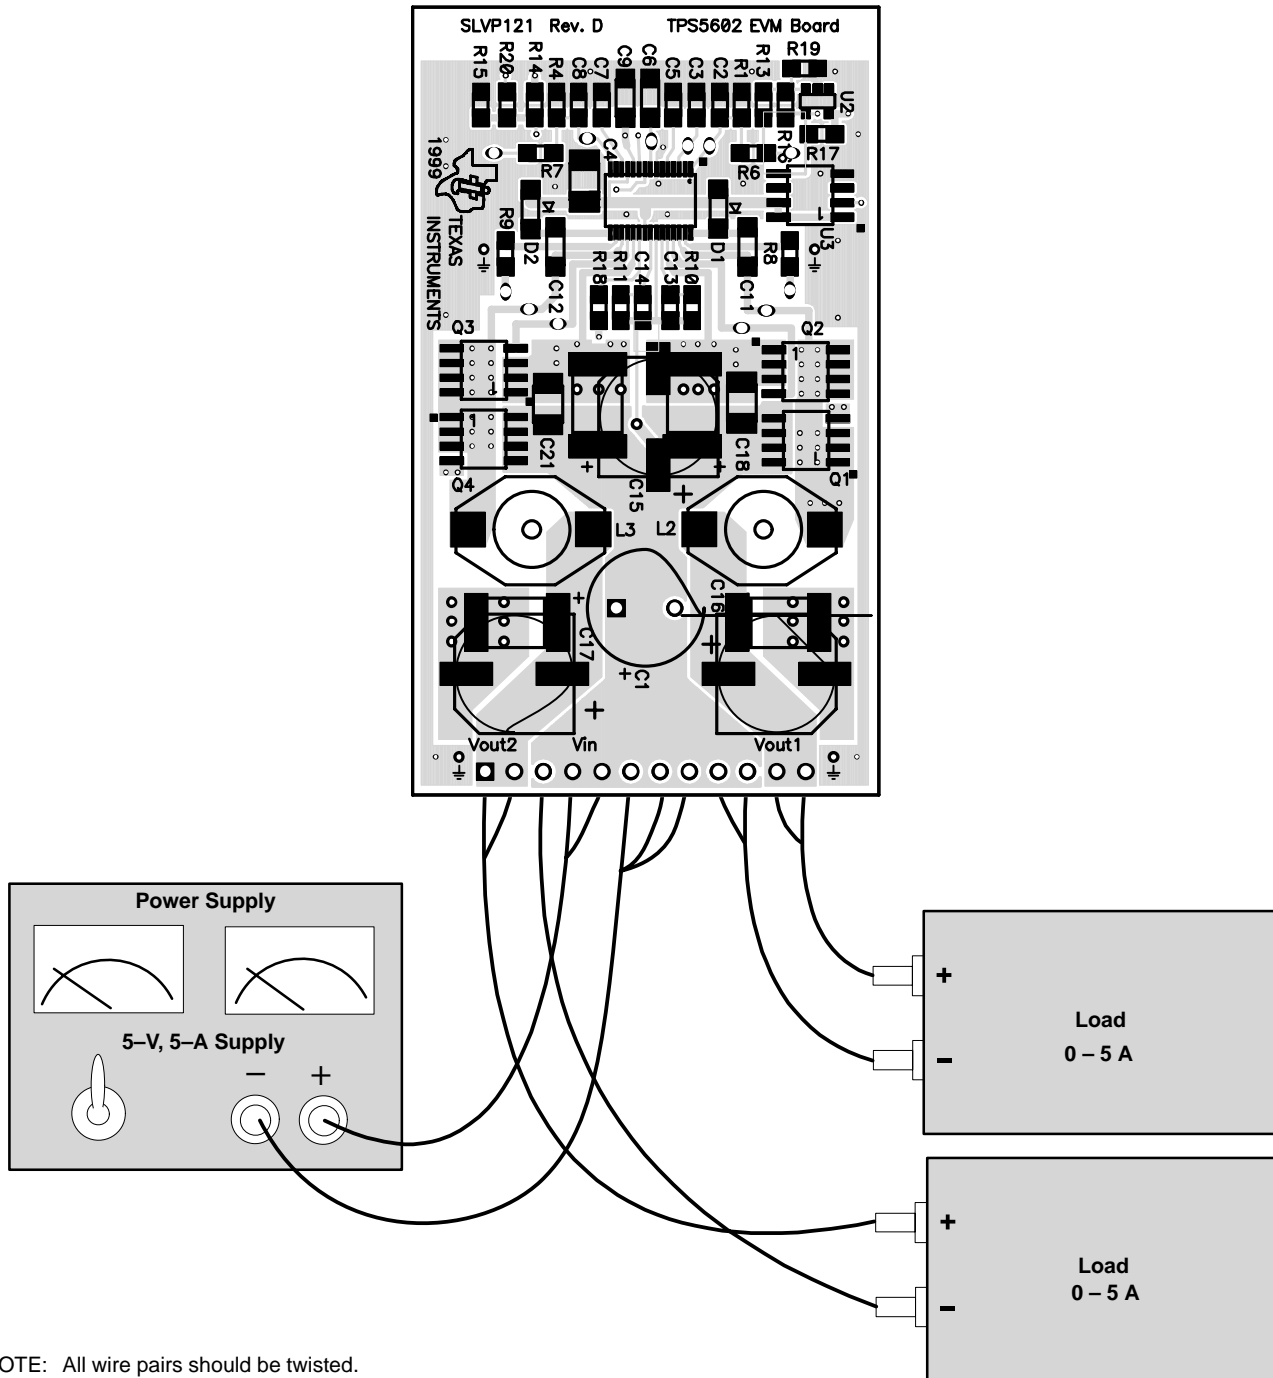 SLVP121 Rev. D TPS5602 EVM Board
R15 R20 R14 R4 C8 C7 C9 C6 C5 C3 C2 R1 R13 R19
U2
R16 R17
1999
R7 C4 R6
TEXAS
INSTRUMENTS
R9 D2 C12 D1 C11 R8 U3
R18 R11 C14 C13 R10
Q3 Q2
1 1
C21 + C15 + C18
Q4 Q1
+
L3 L2
C16
+ C17
+ C1 +
+
Vout2 Vin Vout1
Power Supply
5–V, 5–A Supply
− +
+
Load
0 – 5 A
−
+
Load
0 – 5 A
−
OTE: All wire pairs should be twisted.